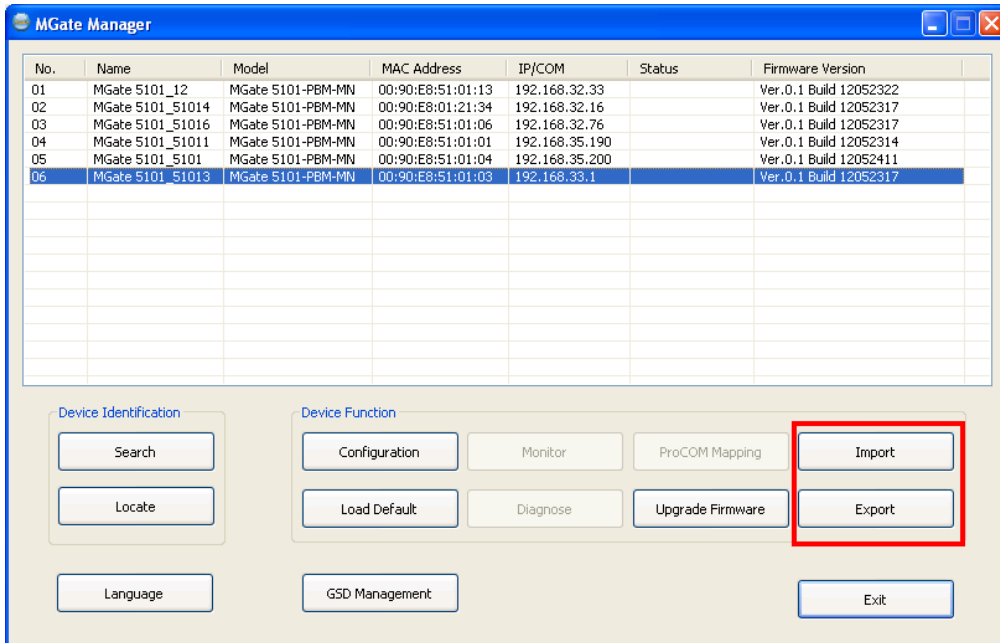 MGate Manager
No. Name Model MAC Address IP/COM Status Firmware Version
01 MGate 5101_12 MGate 5101-PBM-MN 00:90:E8:51:01:13 192.168.32.33 Ver.0.1 Build 12052322
02 MGate 5101_51014 MGate 5101-PBM-MN 00:90:E8:01:21:34 192.168.32.16 Ver.0.1 Build 12052317
03 MGate 5101_51016 MGate 5101-PBM-MN 00:90:E8:51:01:06 192.168.32.76 Ver.0.1 Build 12052317
04 MGate 5101_51011 MGate 5101-PBM-MN 00:90:E8:51:01:01 192.168.35.190 Ver.0.1 Build 12052314
05 MGate 5101_5101 MGate 5101-PBM-MN 00:90:E8:51:01:04 192.168.35.200 Ver.0.1 Build 12052411
06 MGate 5101_51013 MGate 5101-PBM-MN 00:90:E8:51:01:03 192.168.33.1 Ver.0.1 Build 12052317
Device Identification Device Function
Search Configuration Monitor ProCOM Mapping Import
Locate Load Default Diagnose Upgrade Firmware Export
Language GSD Management Exit